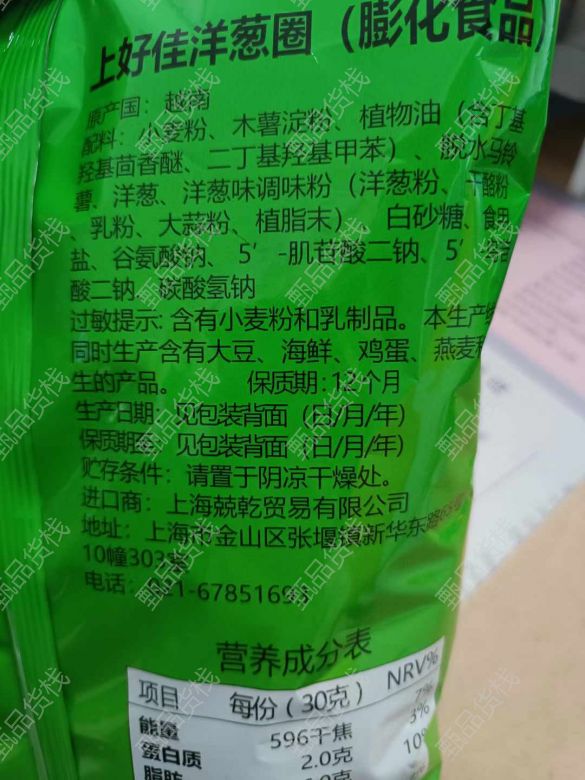 上好佳洋葱圈（膨化食品）
原产国：越南
配料：小麦粉、木薯淀粉、植物油（含丁基
羟基茴香醚、二丁基羟基甲苯）、脱水马铃
薯、洋葱、洋葱味调味粉（洋葱粉、干酪粉
、乳粉、大蒜粉、植脂末）　白砂糖、食用
盐、谷氨酸钠、5′-肌苷酸二钠、5′
酸二钠、碳酸氢钠
过敏提示：含有小麦粉和乳制品。本生产
同时生产含有大豆、海鲜、鸡蛋、燕麦
生的产品。　保质期：12个月
生产日期：见包装背面（日/月/年）
保质期至：见包装背面（日/月/年）
贮存条件：请置于阴凉干燥处。
进口商：上海兢乾贸易有限公司
地址：上海市金山区张堰镇新华东路
10幢303
电话：021-6785169
营养成分表
项目　每份（30克）　NRV%
能量　596千焦　7%
蛋白质　2.0克　3%
脂肪　10
甄品货栈